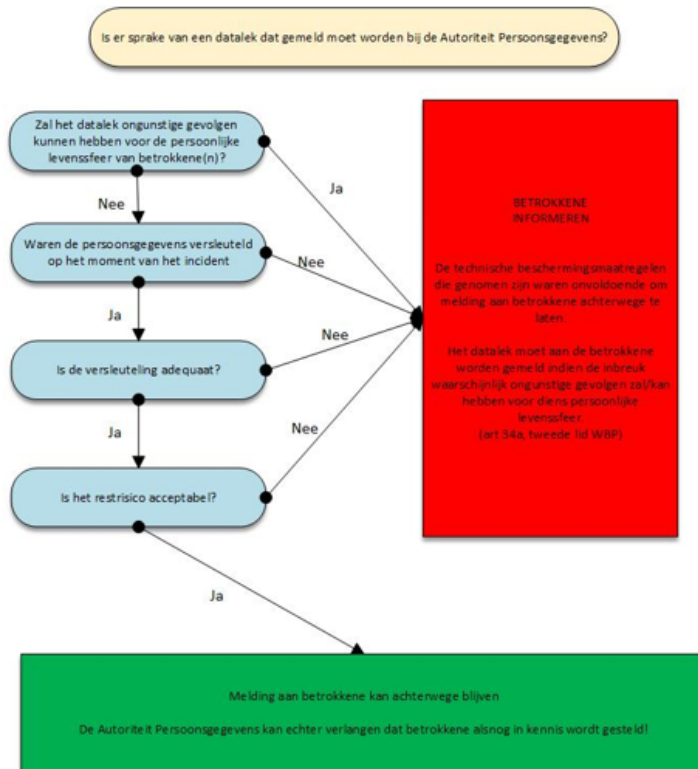 Is er sprake van een datalek dat gemeld moet worden bij de Autoriteit Persoonsgegevens?
Zal het datalek ongunstige gevolgen
kunnen hebben voor de persoonlijke
levenssfeer van betrokkene(n)?
Ja
Nee
Waren de persoonsgegevens versleuteld
op het moment van het incident
Nee
Ja
Is de versleuteling adequaat?
Nee
Ja
Is het restrisico acceptabel?
Nee
Ja
BETROKKENE
INFORMEREN
De technische beschermingsmaatregelen
die genomen zijn waren onvoldoende om
melding aan betrokkene achterwege te
laten.
Het datalek moet aan de betrokkene
worden gemeld indien de inbreuk
waarschijnlijk ongunstige gevolgen zal/kan
hebben voor diens persoonlijke
levenssfeer.
(art 34a, tweede lid WBP)
Melding aan betrokkene kan achterwege blijven
De Autoriteit Persoonsgegevens kan echter verlangen dat betrokkene alsnog in kennis wordt gesteld!